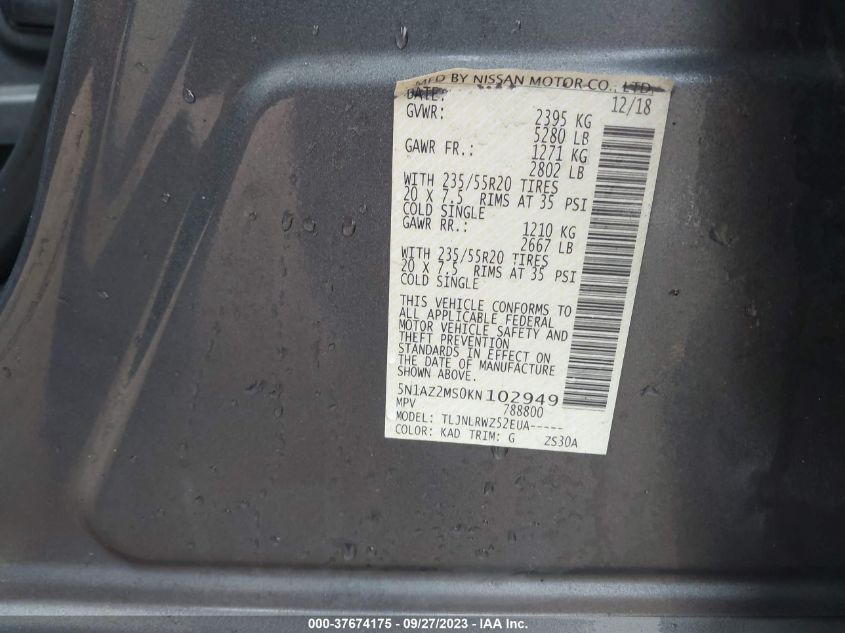 MFD BY NISSAN MOTOR CO., LTD.
DATE: 12/18
GVWR: 2395 KG
5280 LB
GAWR FR.: 1271 KG
2802 LB
WITH 235/55R20 TIRES
20 X 7.5 RIMS AT 35 PSI
COLD SINGLE
GAWR RR.: 1210 KG
2667 LB
WITH 235/55R20 TIRES
20 X 7.5 RIMS AT 35 PSI
COLD SINGLE
THIS VEHICLE CONFORMS TO
ALL APPLICABLE FEDERAL
MOTOR VEHICLE SAFETY AND
THEFT PREVENTION
STANDARDS IN EFFECT ON
THE DATE OF MANUFACTURE
SHOWN ABOVE.
5N1AZ2MS0KN102949
MPV 788800
MODEL: TLJNLRWZ52EUA-----
COLOR: KAD TRIM: G ZS30A
000-37674175 - 09/27/2023 - IAA Inc.